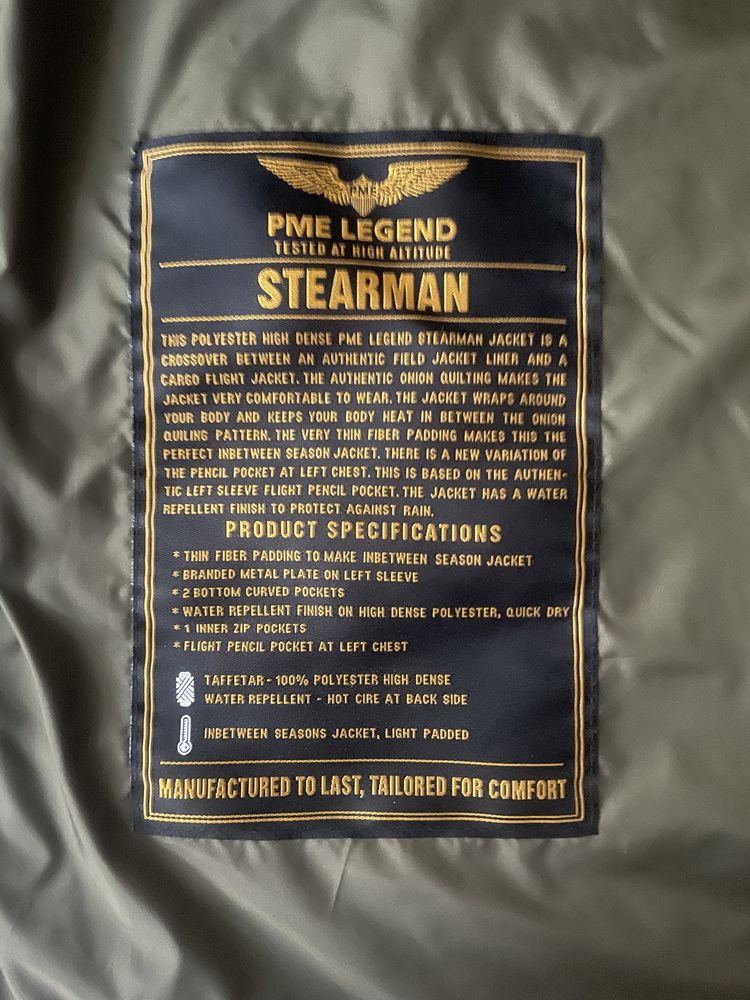 PME
PME LEGEND
TESTED AT HIGH ALTITUDE
STEARMAN
THIS POLYESTER HIGH DENSE PME LEGEND STEARMAN JACKET IS A
CROSSOVER BETWEEN AN AUTHENTIC FIELD JACKET LINER AND A
CARGO FLIGHT JACKET. THE AUTHENTIC ONION QUILTING MAKES THE
JACKET VERY COMFORTABLE TO WEAR. THE JACKET WRAPS AROUND
YOUR BODY AND KEEPS YOUR BODY HEAT IN BETWEEN THE ONION
QUILING PATTERN. THE VERY THIN FIBER PADDING MAKES THIS THE
PERFECT INBETWEEN SEASON JACKET. THERE IS A NEW VARIATION OF
THE PENCIL POCKET AT LEFT CHEST. THIS IS BASED ON THE AUTHEN-
TIC LEFT SLEEVE FLIGHT PENCIL POCKET. THE JACKET HAS A WATER
REPELLENT FINISH TO PROTECT AGAINST RAIN.
PRODUCT SPECIFICATIONS
* THIN FIBER PADDING TO MAKE INBETWEEN SEASON JACKET
* BRANDED METAL PLATE ON LEFT SLEEVE
* 2 BOTTOM CURVED POCKETS
* WATER REPELLENT FINISH ON HIGH DENSE POLYESTER, QUICK DRY
* 1 INNER ZIP POCKETS
* FLIGHT PENCIL POCKET AT LEFT CHEST
TAFFETAR - 100% POLYESTER HIGH DENSE
WATER REPELLENT - HOT CIRE AT BACK SIDE
INBETWEEN SEASONS JACKET, LIGHT PADDED
MANUFACTURED TO LAST, TAILORED FOR COMFORT